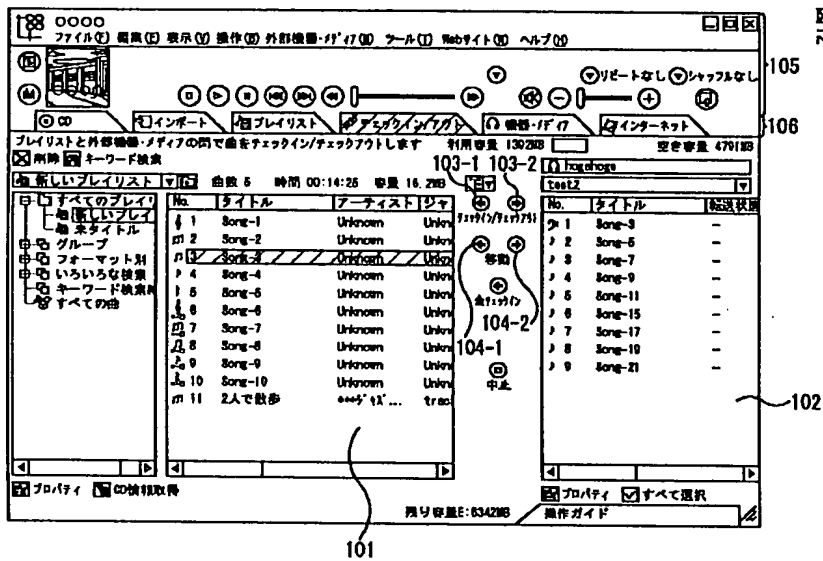 0000
ファイル(F) 編集(E) 表示(V) 操作(B) 外部機器・メディア(M) ツール(T) Webサイト(W) ヘルプ(H)
105
リピートなし シャッフルなし
CD インポート プレイリスト チェックイン/アウト 機器・メディア インターネット
106
プレイリストと外部機器・メディアの間で曲をチェックイン/チェックアウトします 利用容量 1392MB 空き容量 4791MB
削除 キーワード検索
103-1 103-2
hogehoge
新しいプレイリスト 曲数 5 時間 00:14:25 容量 16.2MB
test2
すべてのプレイリ
新しいプレイ
未タイトル
グループ
フォーマット別
いろいろな検索
キーワード検索
すべての曲
No. タイトル アーティスト ジャ
1 Song-1 Unknown Unkn
2 Song-2 Unknown Unkn
3 Song-3 Unknown Unkn
4 Song-4 Unknown Unkn
5 Song-5 Unknown Unkn
6 Song-6 Unknown Unkn
7 Song-7 Unknown Unkn
8 Song-8 Unknown Unkn
9 Song-9 Unknown Unkn
10 Song-10 Unknown Unkn
11 2人で散歩 trac
チェックイン/チェックアウト
移動
全チェックイン
104-2
104-1
中止
No. タイトル 転送状態
1 Song-3 -
2 Song-5 -
3 Song-7 -
4 Song-9 -
5 Song-11 -
6 Song-15 -
7 Song-17 -
8 Song-19 -
9 Song-21 -
102
プロパティ CD情報取得
プロパティ すべて選択
残り容量E:6342MB 操作ガイド
101